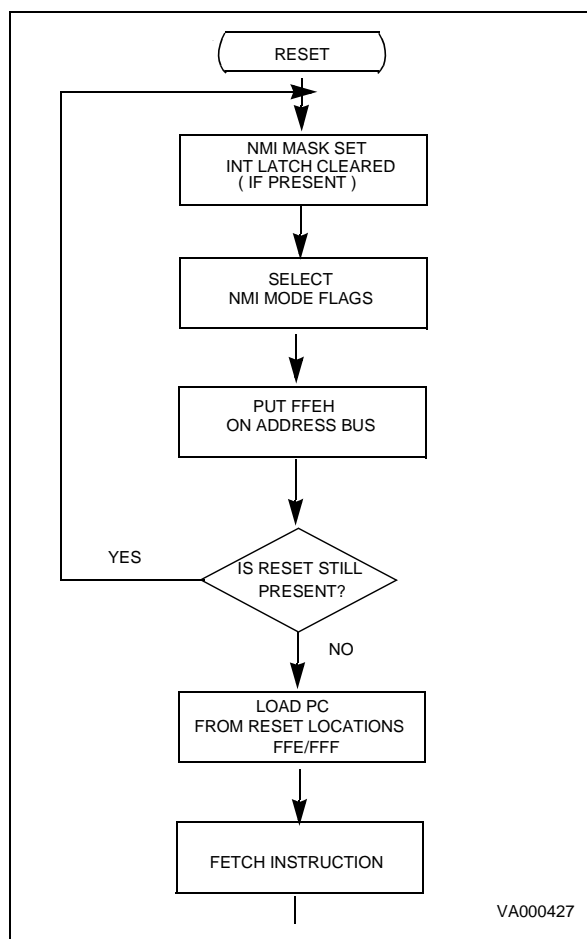 RESET
NMI MASK SET
INT LATCH CLEARED
( IF PRESENT )
SELECT
NMI MODE FLAGS
PUT FFEH
ON ADDRESS BUS
YES
IS RESET STILL
PRESENT?
NO
LOAD PC
FROM RESET LOCATIONS
FFE/FFF
FETCH INSTRUCTION
VA000427